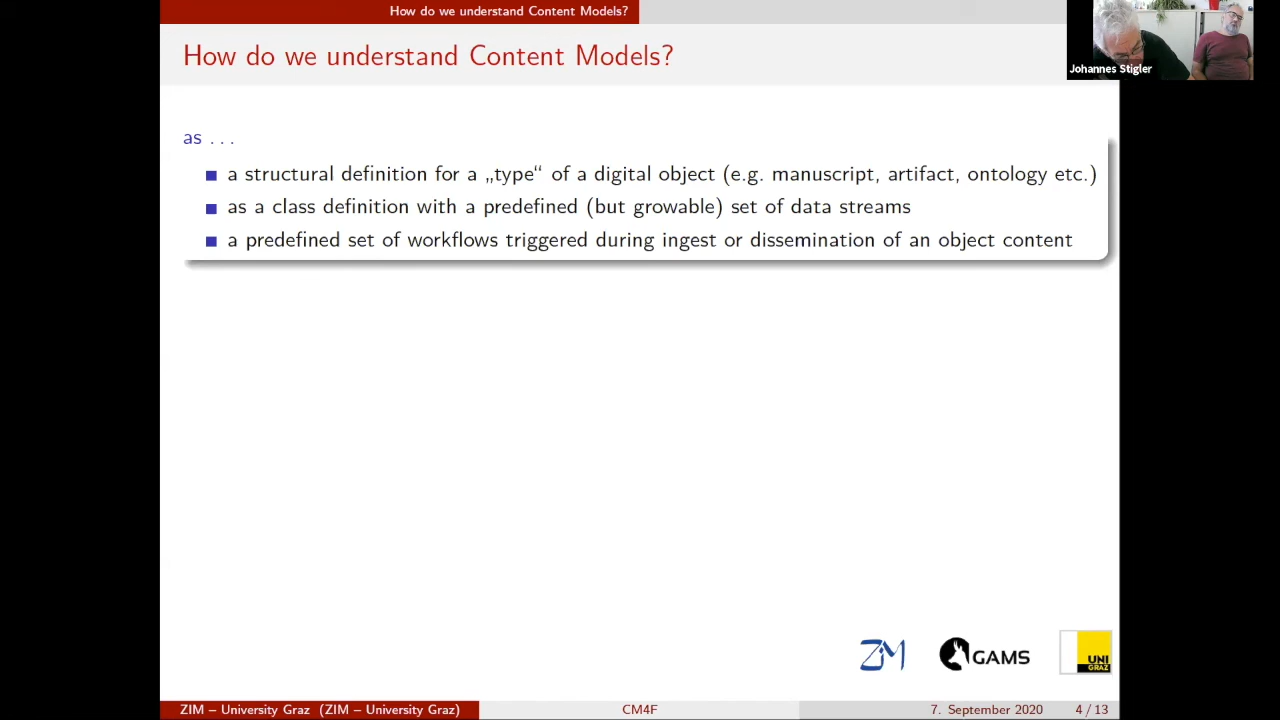 How do we understand Content Models?
How do we understand Content Models?
Johannes Stigler
as . . .
a structural definition for a „type“ of a digital object (e.g. manuscript, artifact, ontology etc.)
as a class definition with a predefined (but growable) set of data streams
a predefined set of workflows triggered during ingest or dissemination of an object content
ZIM
GAMS
UNI
GRAZ
ZIM – University Graz (ZIM – University Graz)
CM4F
7. September 2020
4 / 13